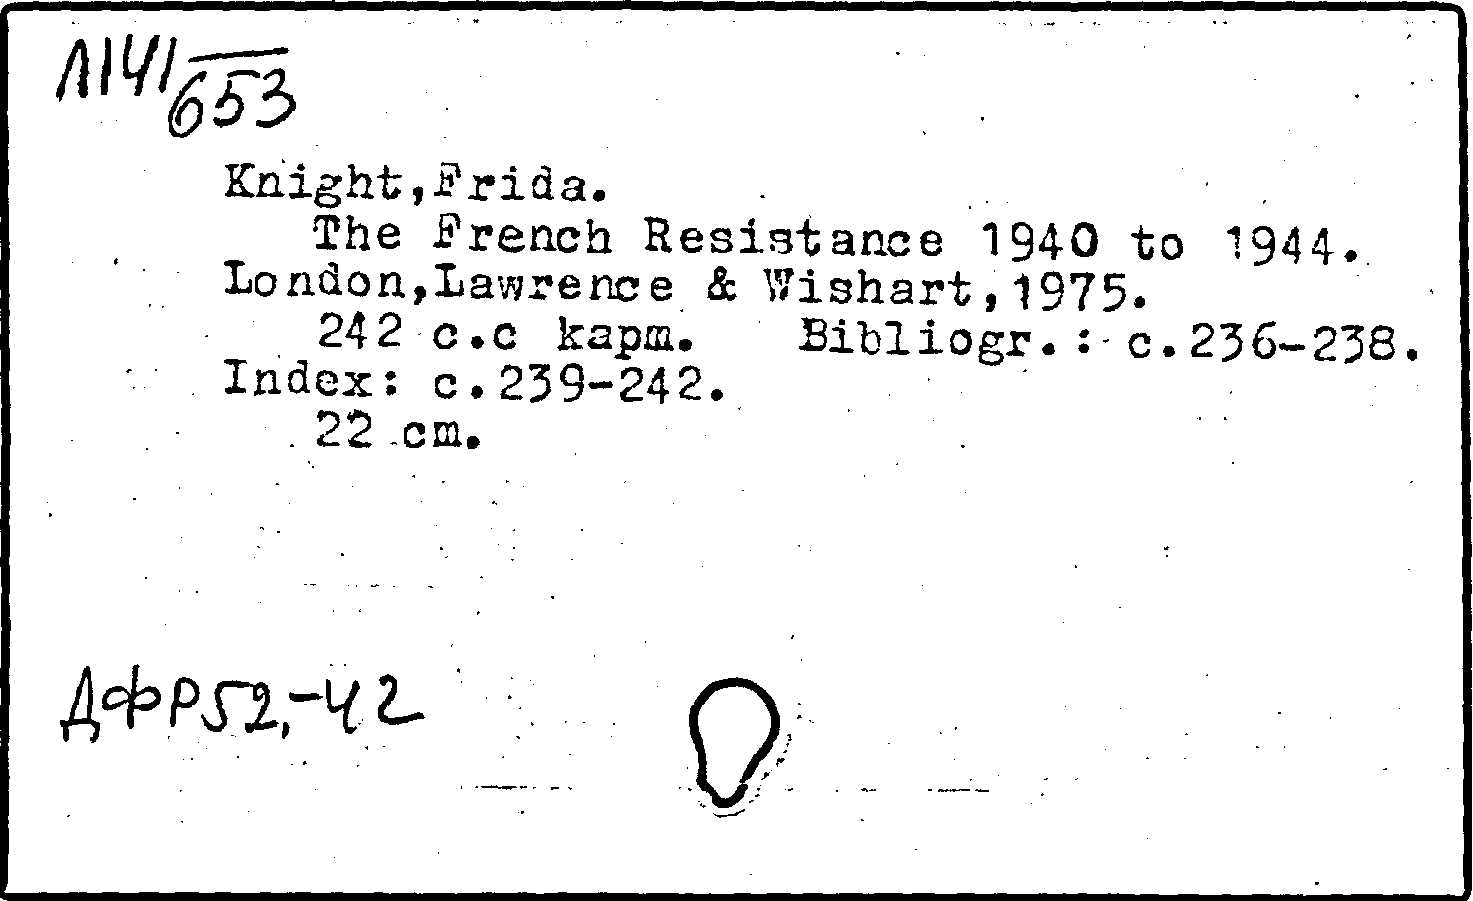 Л141/653
Knight,Frida.
The French Resistance 1940 to 1944.
London,Lawrence & Wishart,1975.
242 c.c kapm. Bibliogr.: c.236-238.
Index: c.239-242.
22 cm.
ДФР52,-42